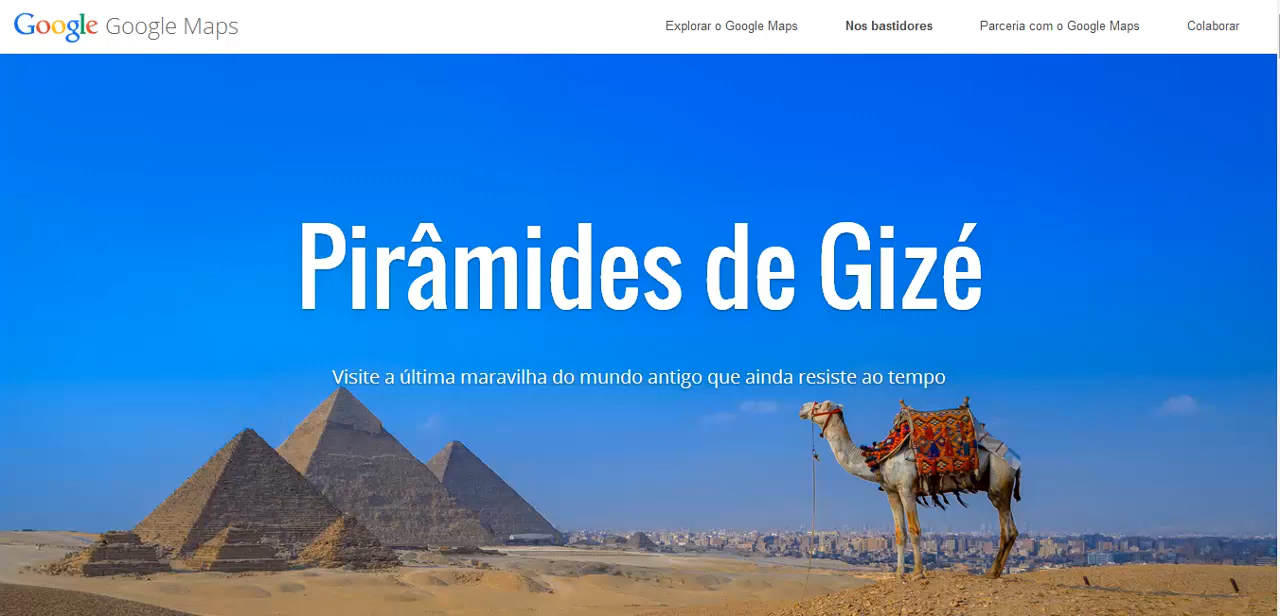 Google Google Maps
Explorar o Google Maps
Nos bastidores
Parceria com o Google Maps
Colaborar
Pirâmides de Gizé
Visite a última maravilha do mundo antigo que ainda resiste ao tempo